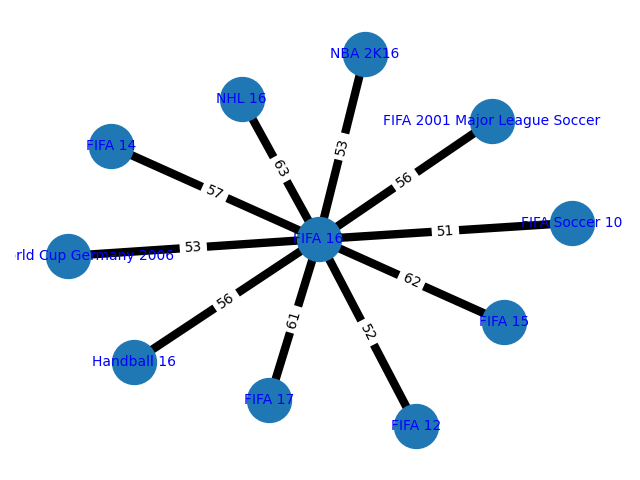 NBA 2K16
NHL 16
FIFA 2001 Major League Soccer
FIFA 14
53
63
56
57
FIFA Soccer 10
51
FIFA 16
53
rld Cup Germany 2006
62
56
61
52
FIFA 15
Handball 16
FIFA 17
FIFA 12